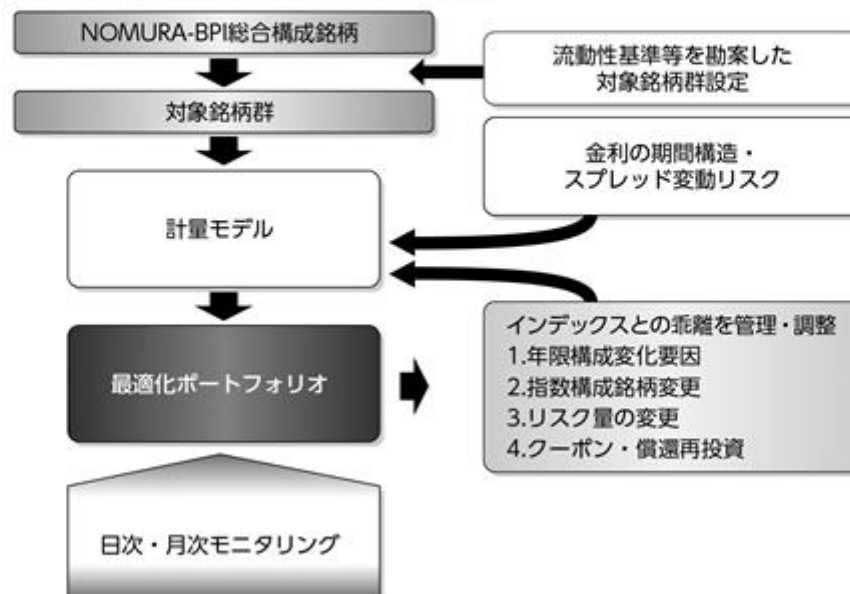 NOMURA-BPI総合構成銘柄
流動性基準等を勘案した
対象銘柄群設定
対象銘柄群
金利の期間構造・
スプレッド変動リスク
計量モデル
最適化ポートフォリオ
インデックスとの乖離を管理・調整
1.年限構成変化要因
2.指数構成銘柄変更
3.リスク量の変更
4.クーポン・償還再投資
日次・月次モニタリング